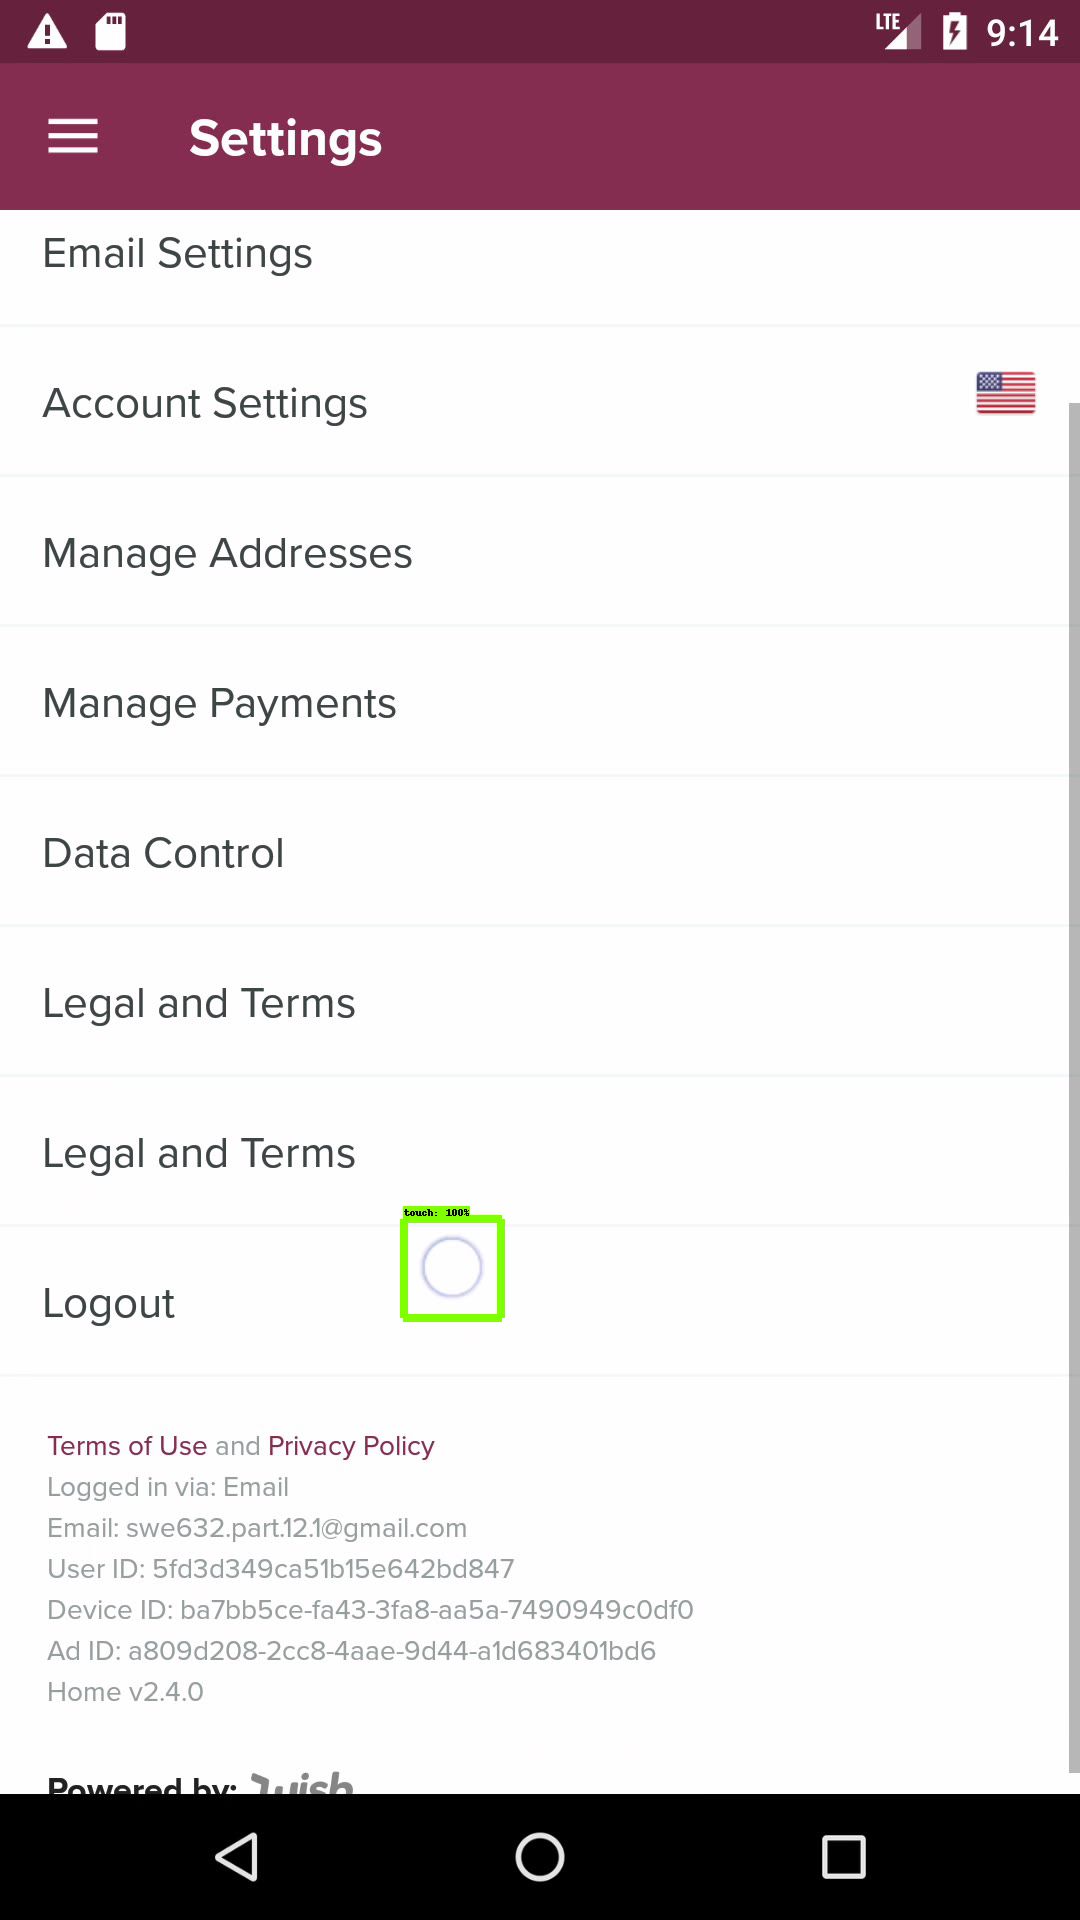 LTE 9:14
Settings
Email Settings
Account Settings
Manage Addresses
Manage Payments
Data Control
Legal and Terms
Legal and Terms
touch: 100%
Logout
Terms of Use and Privacy Policy
Logged in via: Email
Email: swe632.part.12.1@gmail.com
User ID: 5fd3d349ca51b15e642bd847
Device ID: ba7bb5ce-fa43-3fa8-aa5a-7490949c0df0
Ad ID: a809d208-2cc8-4aae-9d44-a1d683401bd6
Home v2.4.0
Powered by: wish